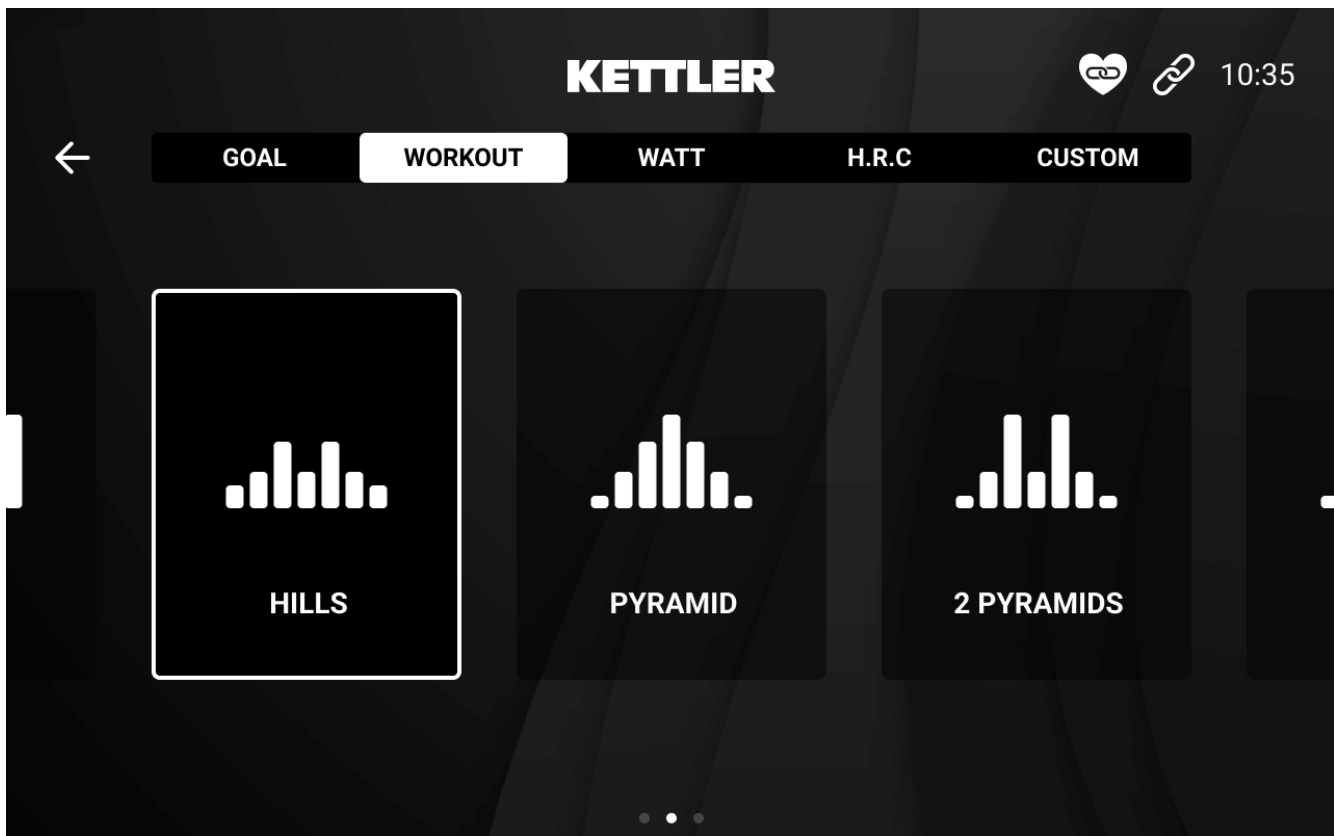 KETTLER
10:35
GOAL WORKOUT WATT H.R.C CUSTOM
HILLS PYRAMID 2 PYRAMIDS